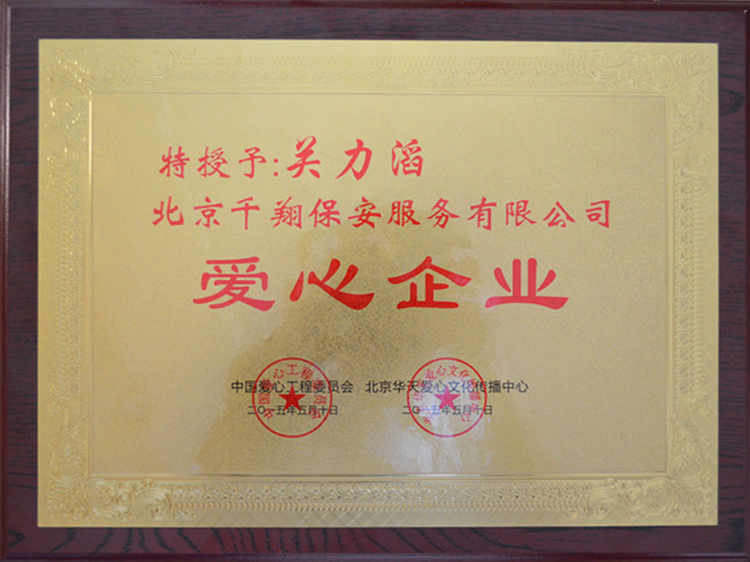 特授予:关力滔
北京千翔保安服务有限公司
爱心企业
中国爱心工程委员会 北京华天爱心文化传播中心
二〇一五年五月十日 二〇一五年五月十日